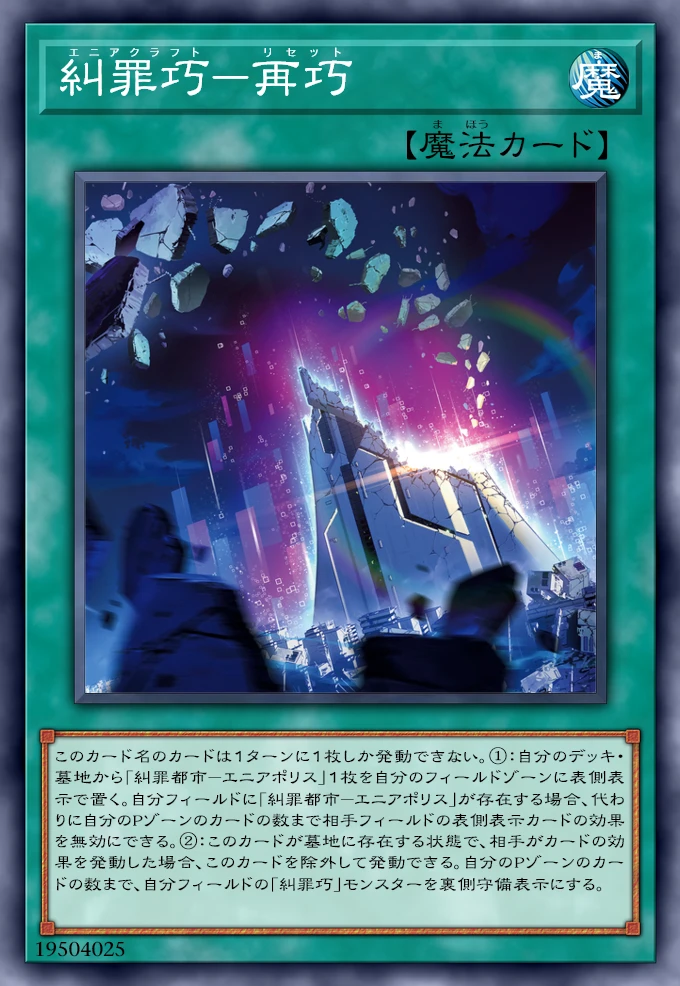 エニアクラフト リセット
糾罪巧－再巧
ま
魔
まほう
【魔法カード】
このカード名のカードは１ターンに１枚しか発動できない。①：自分のデッキ・
墓地から「糾罪都市－エニアポリス」１枚を自分のフィールドゾーンに表側表
示で置く。自分フィールドに「糾罪都市－エニアポリス」が存在する場合、代わ
りに自分のＰゾーンのカードの数まで相手フィールドの表側表示カードの効果
を無効にできる。②：このカードが墓地に存在する状態で、相手がカードの効
果を発動した場合、このカードを除外して発動できる。自分のＰゾーンのカー
ドの数まで、自分フィールドの「糾罪巧」モンスターを裏側守備表示にする。
19504025